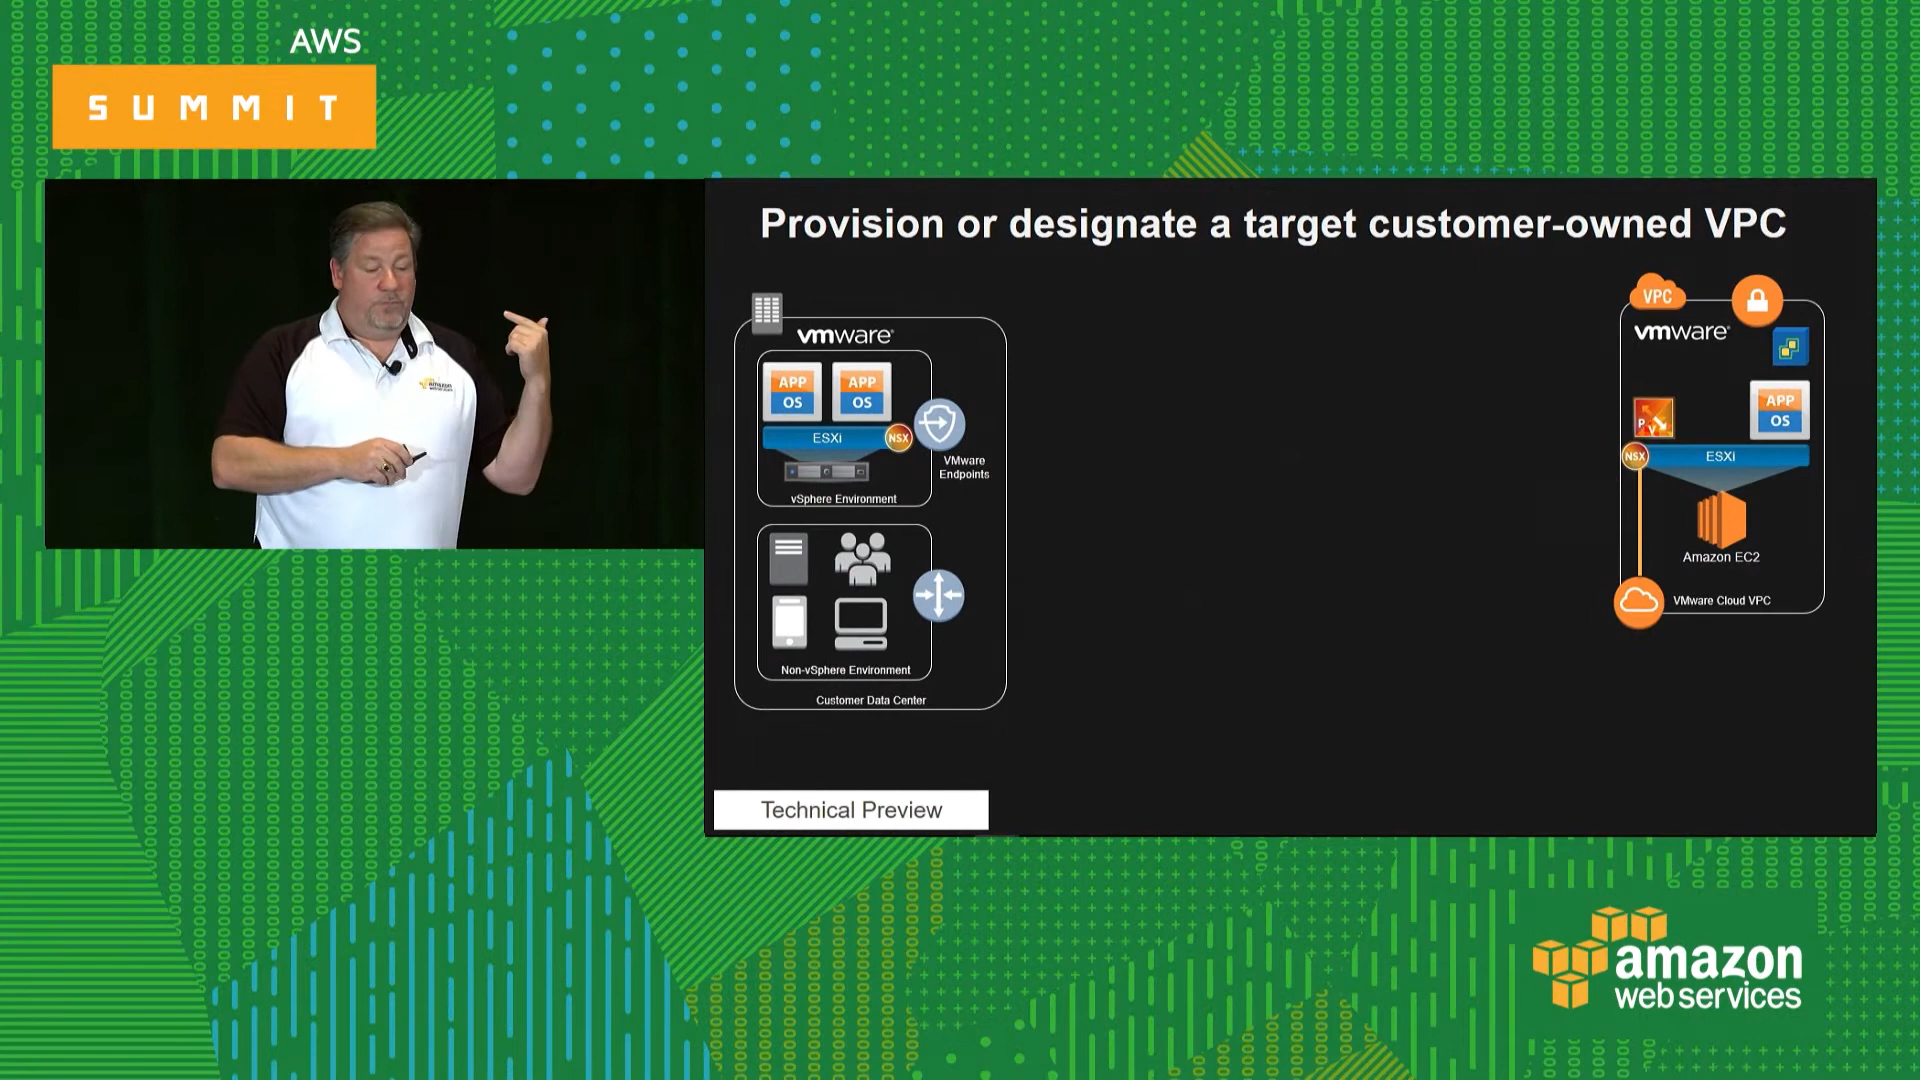 AWS
SUMMIT
Provision or designate a target customer-owned VPC
vmware
APP
OS
APP
OS
ESXi
NSX
VMware
Endpoints
vSphere Environment
Non-vSphere Environment
Customer Data Center
VPC
vmware
APP
OS
P V
NSX
ESXi
Amazon EC2
VMware Cloud VPC
Technical Preview
amazon
web services
amazon